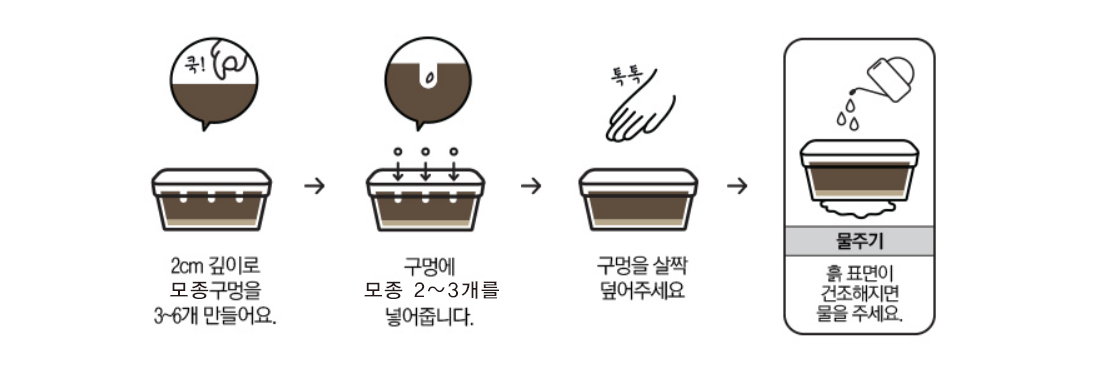 쿡!
2cm 깊이로
모종구멍을
3~6개 만들어요.
구멍에
모종 2~3개를
넣어줍니다.
톡톡
구멍을 살짝
덮어주세요
물주기
흙 표면이
건조해지면
물을 주세요.